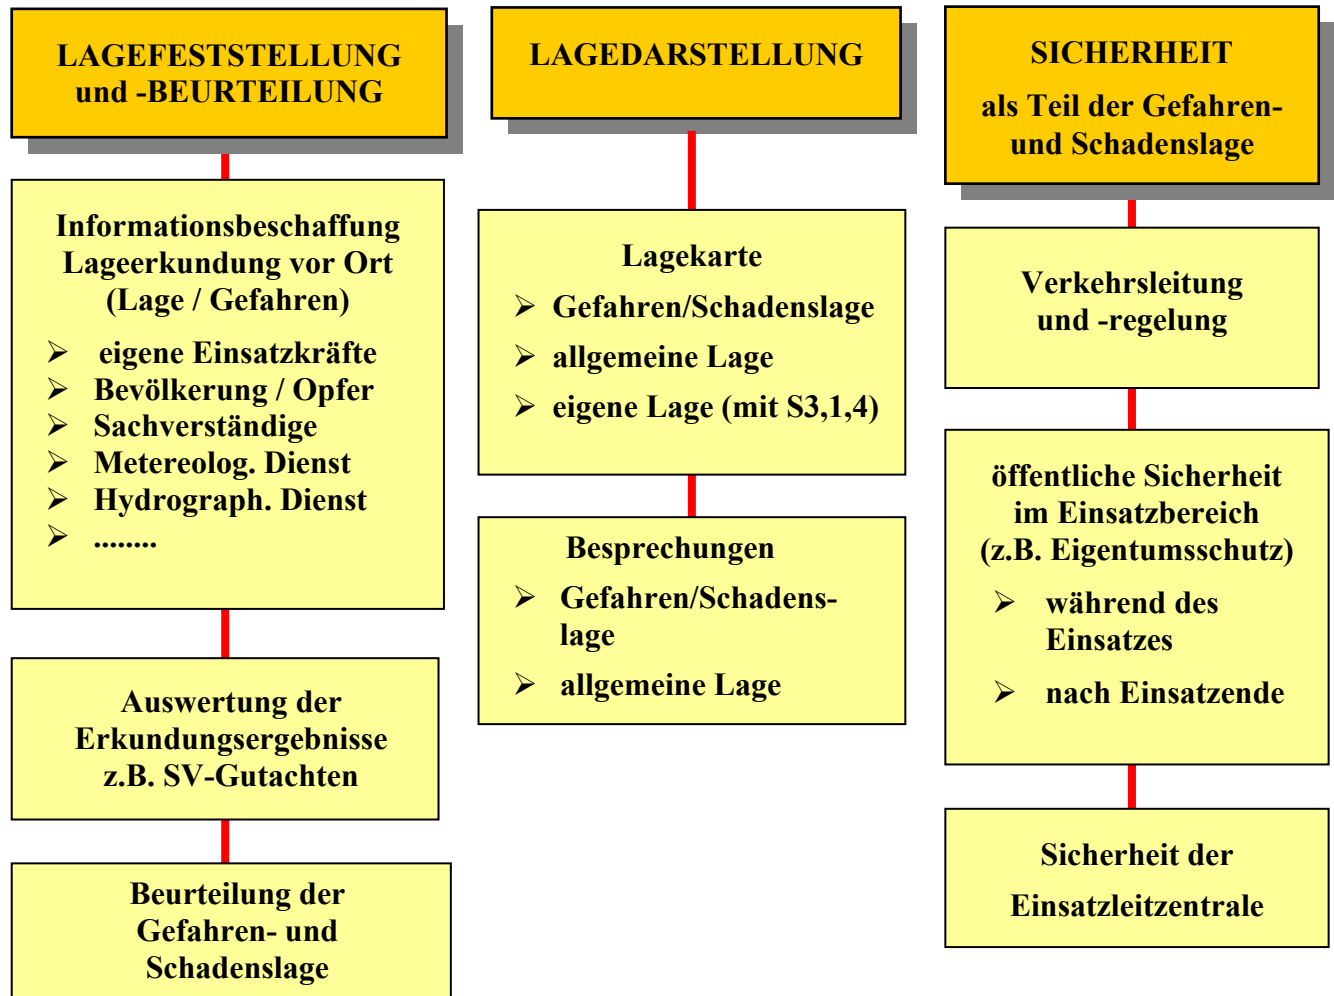 LAGEFESTSTELLUNG
und -BEURTEILUNG
Informationsbeschaffung
Lageerkundung vor Ort
(Lage / Gefahren)
➢ eigene Einsatzkräfte
➢ Bevölkerung / Opfer
➢ Sachverständige
➢ Metereolog. Dienst
➢ Hydrograph. Dienst
➢ ........
Auswertung der
Erkundungsergebnisse
z.B. SV-Gutachten
Beurteilung der
Gefahren- und
Schadenslage
LAGEDARSTELLUNG
Lagekarte
➢ Gefahren/Schadenslage
➢ allgemeine Lage
➢ eigene Lage (mit S3,1,4)
Besprechungen
➢ Gefahren/Schadens-
lage
➢ allgemeine Lage
SICHERHEIT
als Teil der Gefahren-
und Schadenslage
Verkehrsleitung
und -regelung
öffentliche Sicherheit
im Einsatzbereich
(z.B. Eigentumsschutz)
➢ während des
Einsatzes
➢ nach Einsatzende
Sicherheit der
Einsatzleitzentrale